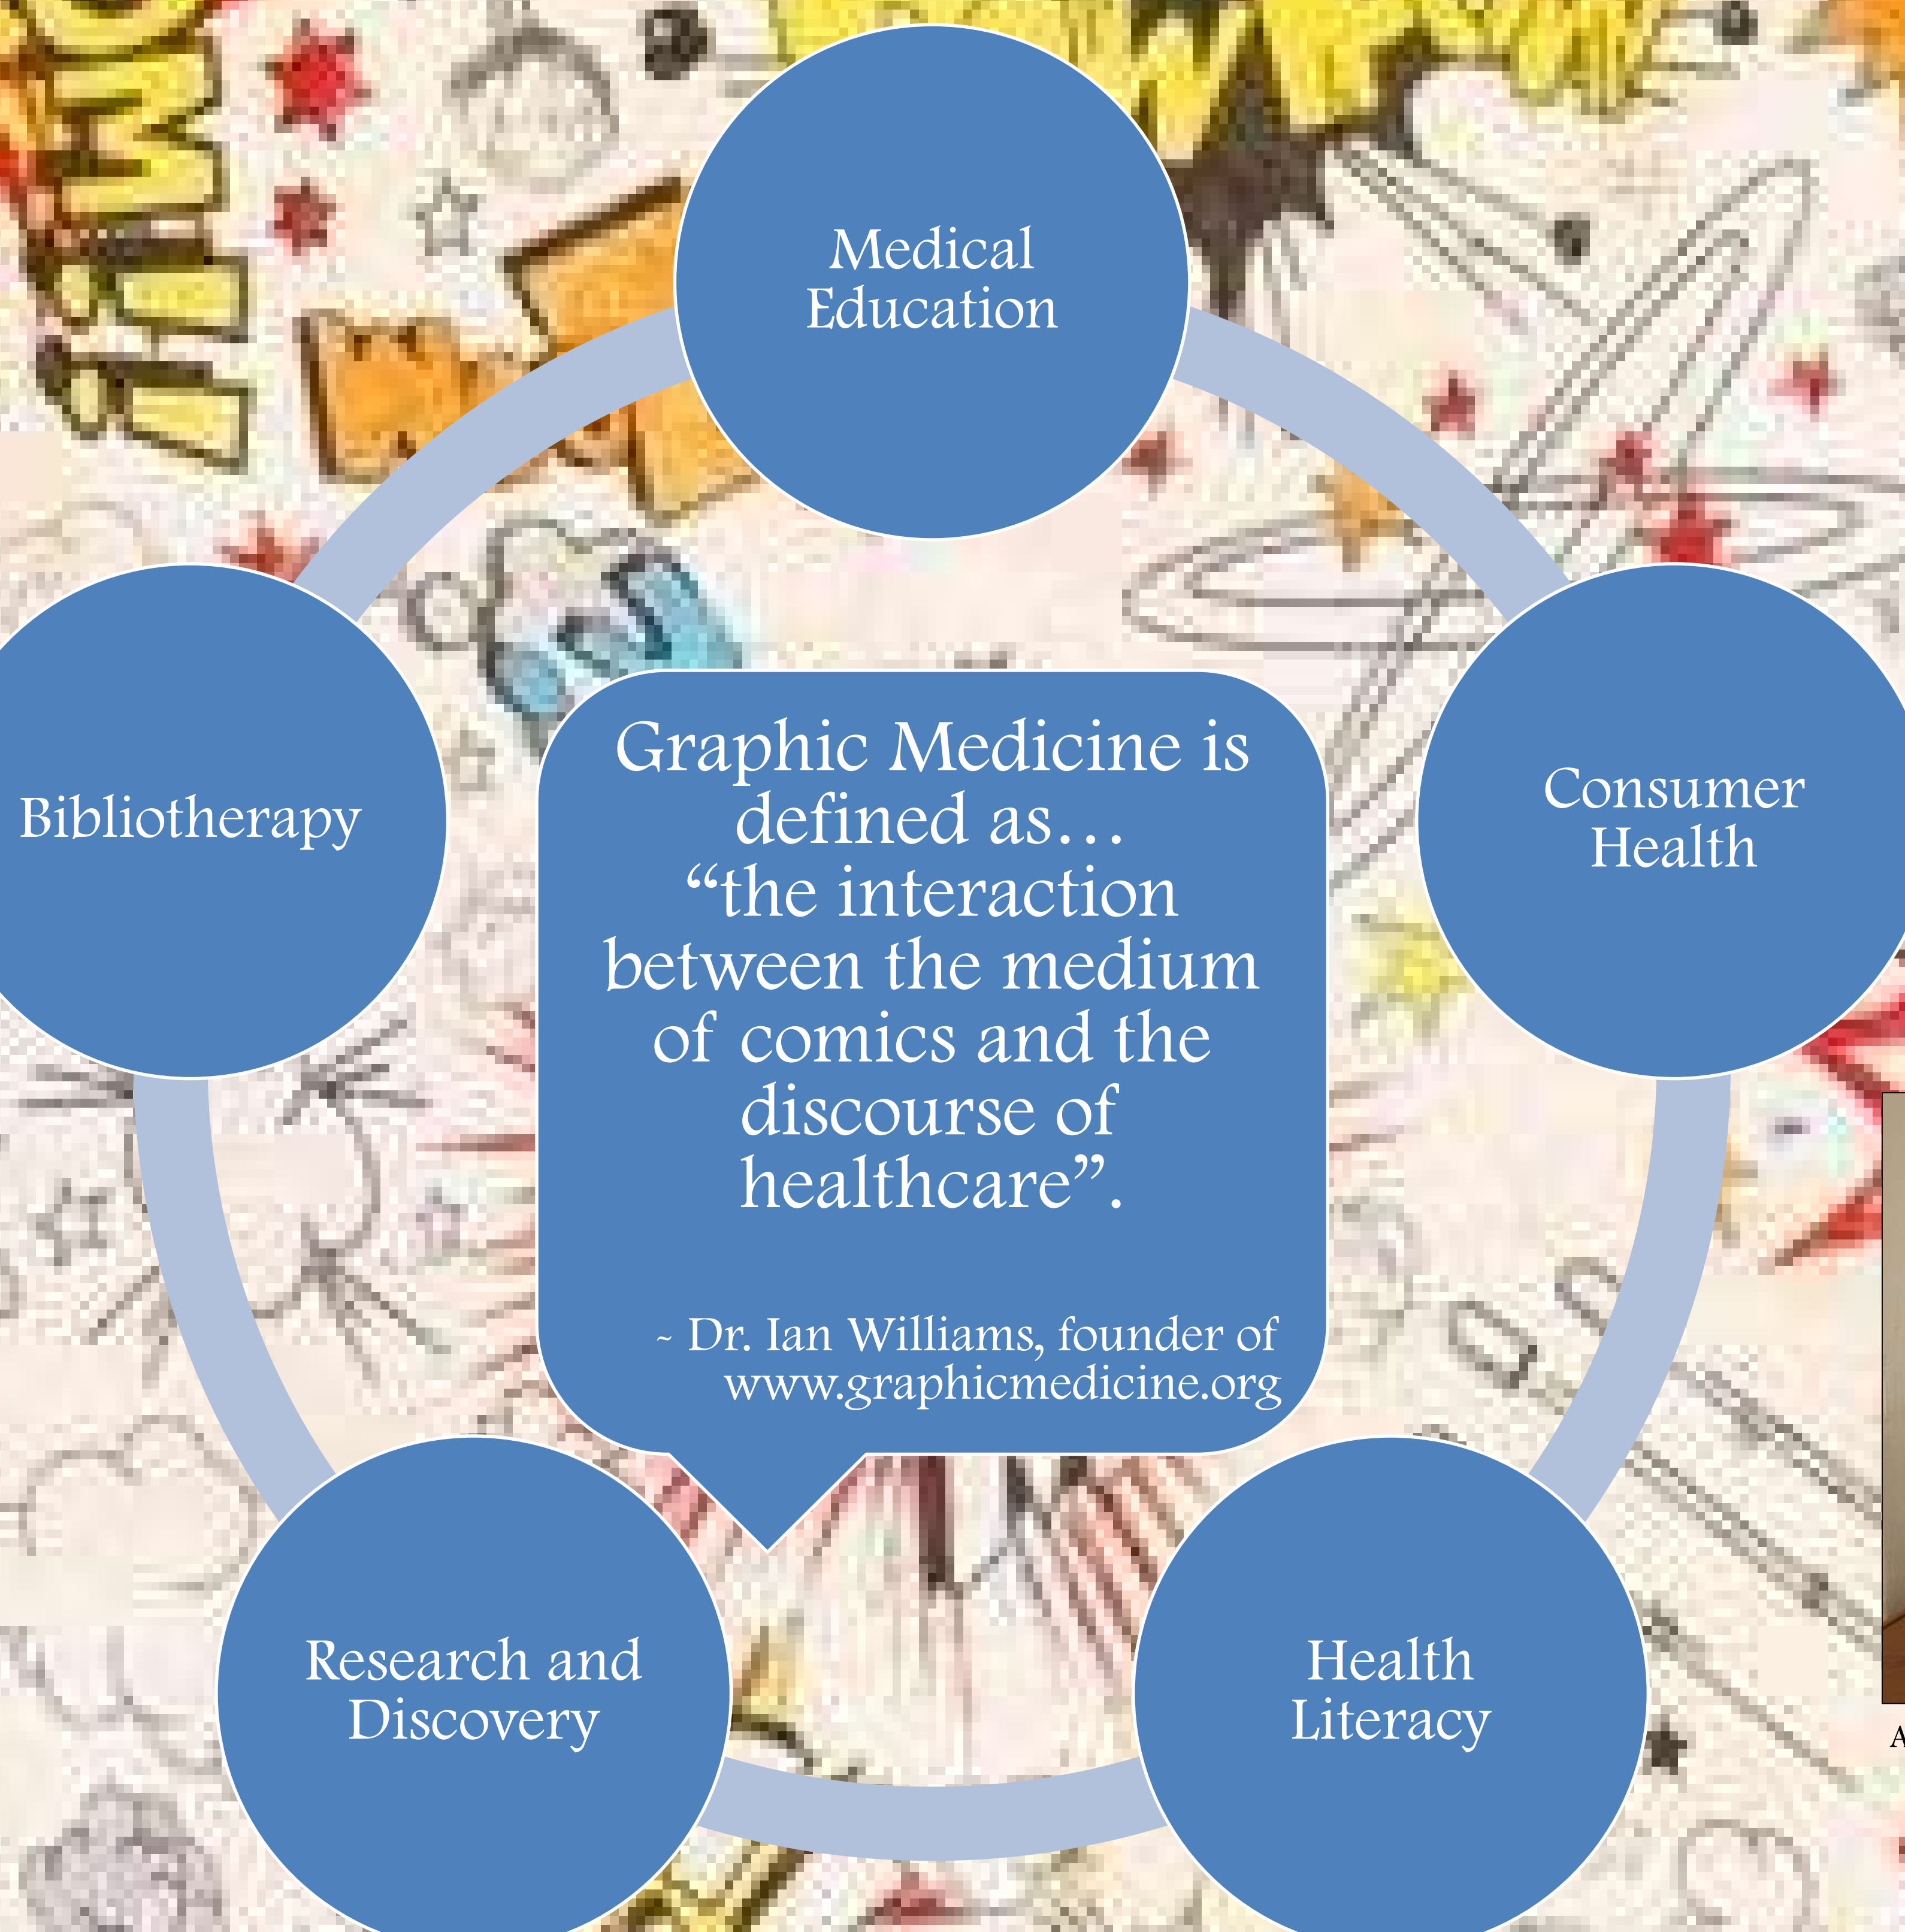 Medical
Education
Bibliotherapy
Consumer
Health
Graphic Medicine is
defined as…
“the interaction
between the medium
of comics and the
discourse of
healthcare”.
~ Dr. Ian Williams, founder of
www.graphicmedicine.org
Research and
Discovery
Health
Literacy